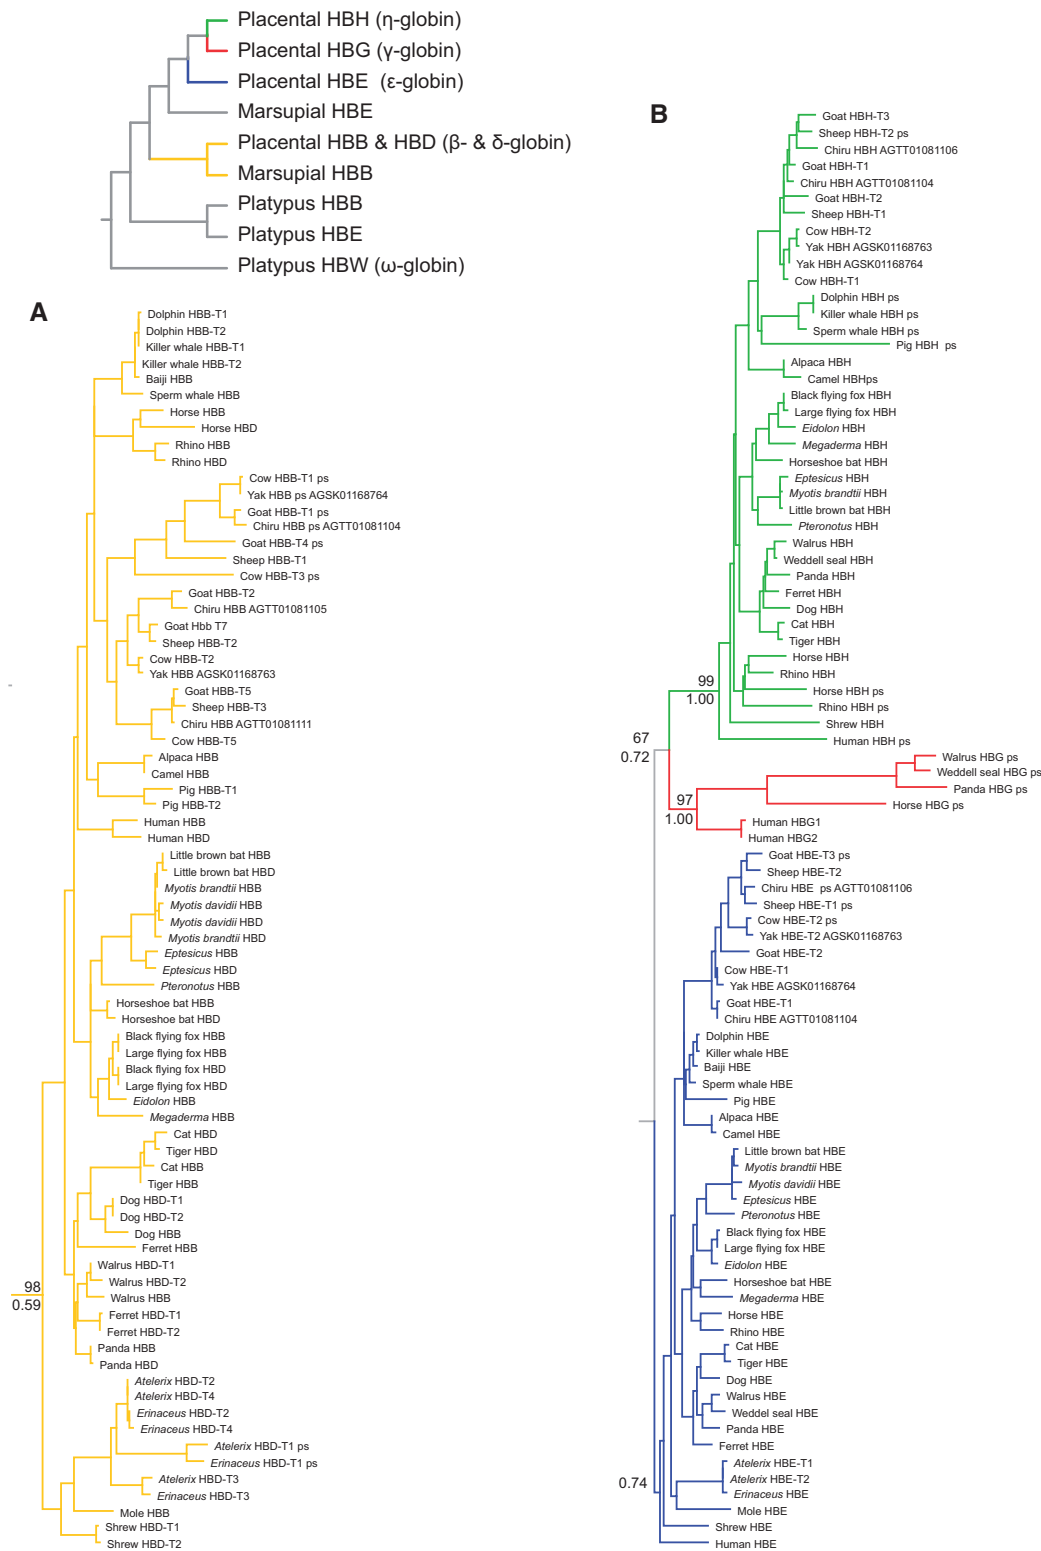 Placental HBH (η-globin)
Placental HBG (γ-globin)
Placental HBE (ε-globin)
Marsupial HBE
Placental HBB & HBD (β- & δ-globin)
Marsupial HBB
Platypus HBB
Platypus HBE
Platypus HBW (ω-globin)
A
Dolphin HBB-T1
Dolphin HBB-T2
Killer whale HBB-T1
Killer whale HBB-T2
Baiji HBB
Sperm whale HBB
Horse HBB
Horse HBD
Rhino HBB
Rhino HBD
Cow HBB-T1 ps
Yak HBB ps AGSK01168764
Goat HBB-T1 ps
Chiru HBB ps AGTT01081104
Goat HBB-T4 ps
Sheep HBB-T1
Cow HBB-T3 ps
Goat HBB-T2
Chiru HBB AGTT01081105
Goat Hbb T7
Sheep HBB-T2
Cow HBB-T2
Yak HBB AGSK01168763
Goat HBB-T5
Sheep HBB-T3
Chiru HBB AGTT01081111
Cow HBB-T5
Alpaca HBB
Camel HBB
Pig HBB-T1
Pig HBB-T2
Human HBB
Human HBD
Little brown bat HBB
Little brown bat HBD
Myotis brandtii HBB
Myotis davidii HBB
Myotis davidii HBD
Myotis brandtii HBD
Eptesicus HBB
Eptesicus HBD
Pteronotus HBB
Horseshoe bat HBB
Horseshoe bat HBD
Black flying fox HBB
Large flying fox HBB
Black flying fox HBD
Large flying fox HBD
Eidolon HBB
Megaderma HBB
Cat HBD
Tiger HBD
Cat HBB
Tiger HBB
Dog HBD-T1
Dog HBD-T2
Dog HBB
Ferret HBB
Walrus HBD-T1
Walrus HBD-T2
Walrus HBB
Ferret HBD-T1
Ferret HBD-T2
Panda HBB
Panda HBD
Atelerix HBD-T2
Atelerix HBD-T4
Erinaceus HBD-T2
Erinaceus HBD-T4
Atelerix HBD-T1 ps
Erinaceus HBD-T1 ps
Atelerix HBD-T3
Erinaceus HBD-T3
Mole HBB
Shrew HBD-T1
Shrew HBD-T2
98
0.59
B
Goat HBH-T3
Sheep HBH-T2 ps
Chiru HBH AGTT01081106
Goat HBH-T1
Chiru HBH AGTT01081104
Goat HBH-T2
Sheep HBH-T1
Cow HBH-T2
Yak HBH AGSK01168763
Yak HBH AGSK01168764
Cow HBH-T1
Dolphin HBH ps
Killer whale HBH ps
Sperm whale HBH ps
Pig HBH ps
Alpaca HBH
Camel HBHps
Black flying fox HBH
Large flying fox HBH
Eidolon HBH
Megaderma HBH
Horseshoe bat HBH
Eptesicus HBH
Myotis brandtii HBH
Little brown bat HBH
Pteronotus HBH
Walrus HBH
Weddell seal HBH
Panda HBH
Ferret HBH
Dog HBH
Cat HBH
Tiger HBH
Horse HBH
Rhino HBH
Horse HBH ps
Rhino HBH ps
Shrew HBH
Human HBH ps
99
1.00
67
0.72
Walrus HBG ps
Weddell seal HBG ps
Panda HBG ps
Horse HBG ps
97
1.00
Human HBG1
Human HBG2
Goat HBE-T3 ps
Sheep HBE-T2
Chiru HBE ps AGTT01081106
Sheep HBE-T1 ps
Cow HBE-T2 ps
Yak HBE-T2 AGSK01168763
Goat HBE-T2
Cow HBE-T1
Yak HBE AGSK01168764
Goat HBE-T1
Chiru HBE AGTT01081104
Dolphin HBE
Killer whale HBE
Baiji HBE
Sperm whale HBE
Pig HBE
Alpaca HBE
Camel HBE
Little brown bat HBE
Myotis brandtii HBE
Myotis davidii HBE
Eptesicus HBE
Pteronotus HBE
Black flying fox HBE
Large flying fox HBE
Eidolon HBE
Horseshoe bat HBE
Megaderma HBE
Horse HBE
Rhino HBE
Cat HBE
Tiger HBE
Dog HBE
Walrus HBE
Weddel seal HBE
Panda HBE
Ferret HBE
Atelerix HBE-T1
Atelerix HBE-T2
Erinaceus HBE
Mole HBE
Shrew HBE
Human HBE
0.74